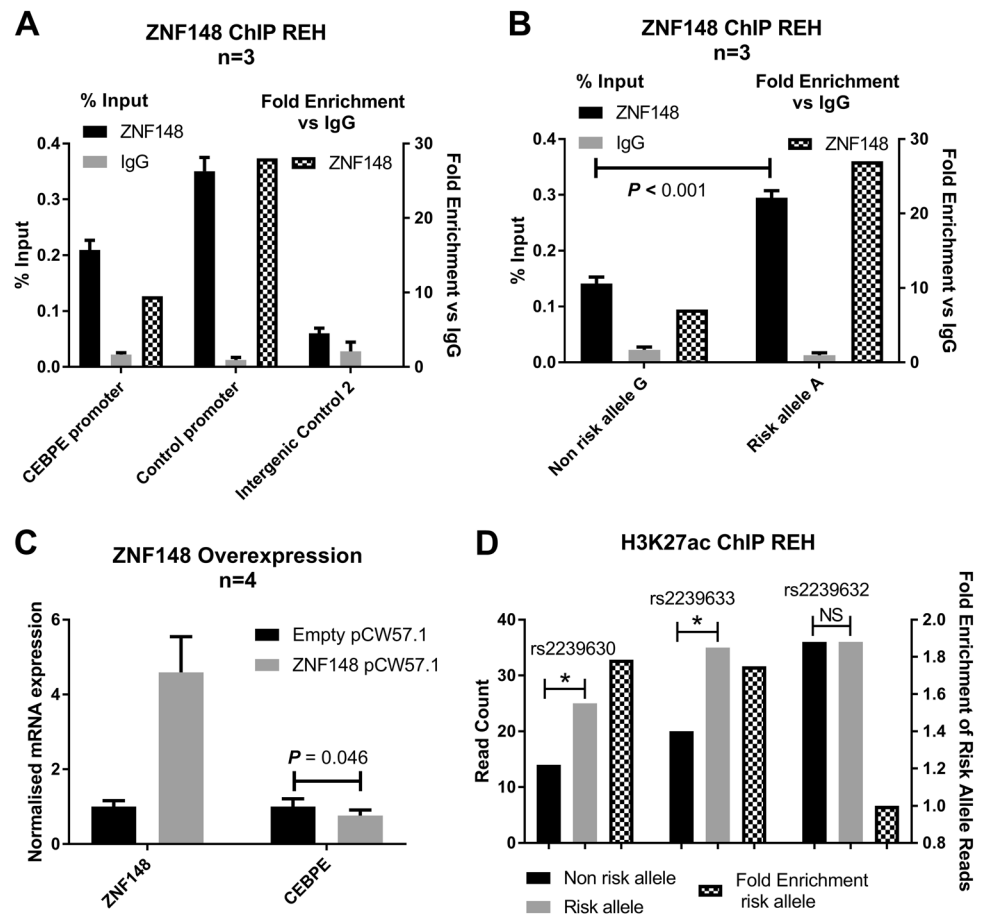 A
ZNF148 ChIP REH
n=3
% Input
ZNF148
IgG
Fold Enrichment
vs IgG
ZNF148
% Input
0.4
0.3
0.2
0.1
0.0
30
20
10
0
Fold Enrichment vs IgG
CEBPE promoter
Control promoter
Intergenic Control 2
B
ZNF148 ChIP REH
n=3
% Input
ZNF148
IgG
Fold Enrichment
vs IgG
ZNF148
P < 0.001
% Input
0.4
0.3
0.2
0.1
0.0
30
20
10
0
Fold Enrichment vs IgG
Non risk allele G
Risk allele A
C
ZNF148 Overexpression
n=4
Empty pCW57.1
ZNF148 pCW57.1
P = 0.046
Normalised mRNA expression
6
4
2
0
ZNF148
CEBPE
D
H3K27ac ChIP REH
rs2239630
*
rs2239633
*
rs2239632
NS
Read Count
40
30
20
10
0
2.0
1.8
1.6
1.4
1.2
1.0
0.8
Fold Enrichment of Risk Allele Reads
Non risk allele
Risk allele
Fold Enrichment
risk allele